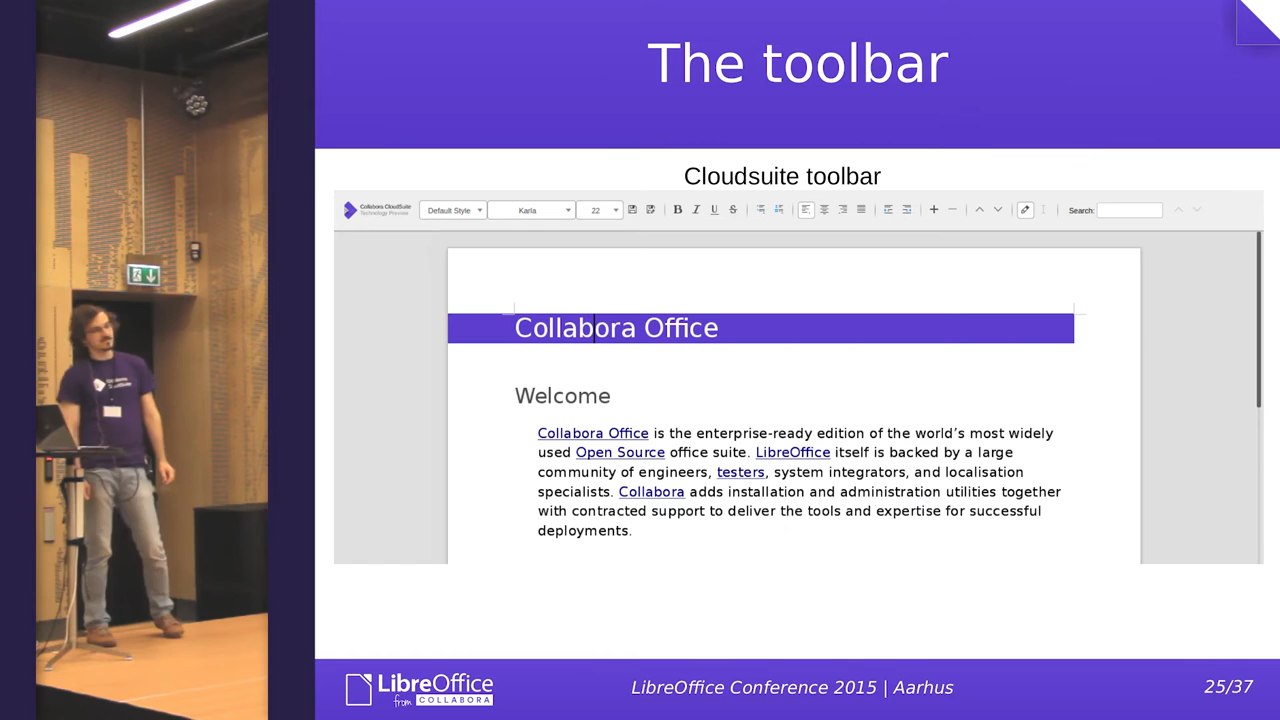 The toolbar
Cloudsuite toolbar
Collabora CloudSuite
Technology Preview
Default Style
Karla
22
B I U S
Search:
Collabora Office
Welcome
Collabora Office is the enterprise-ready edition of the world’s most widely
used Open Source office suite. LibreOffice itself is backed by a large
community of engineers, testers, system integrators, and localisation
specialists. Collabora adds installation and administration utilities together
with contracted support to deliver the tools and expertise for successful
deployments.
LibreOffice
from COLLABORA
LibreOffice Conference 2015 | Aarhus
25/37